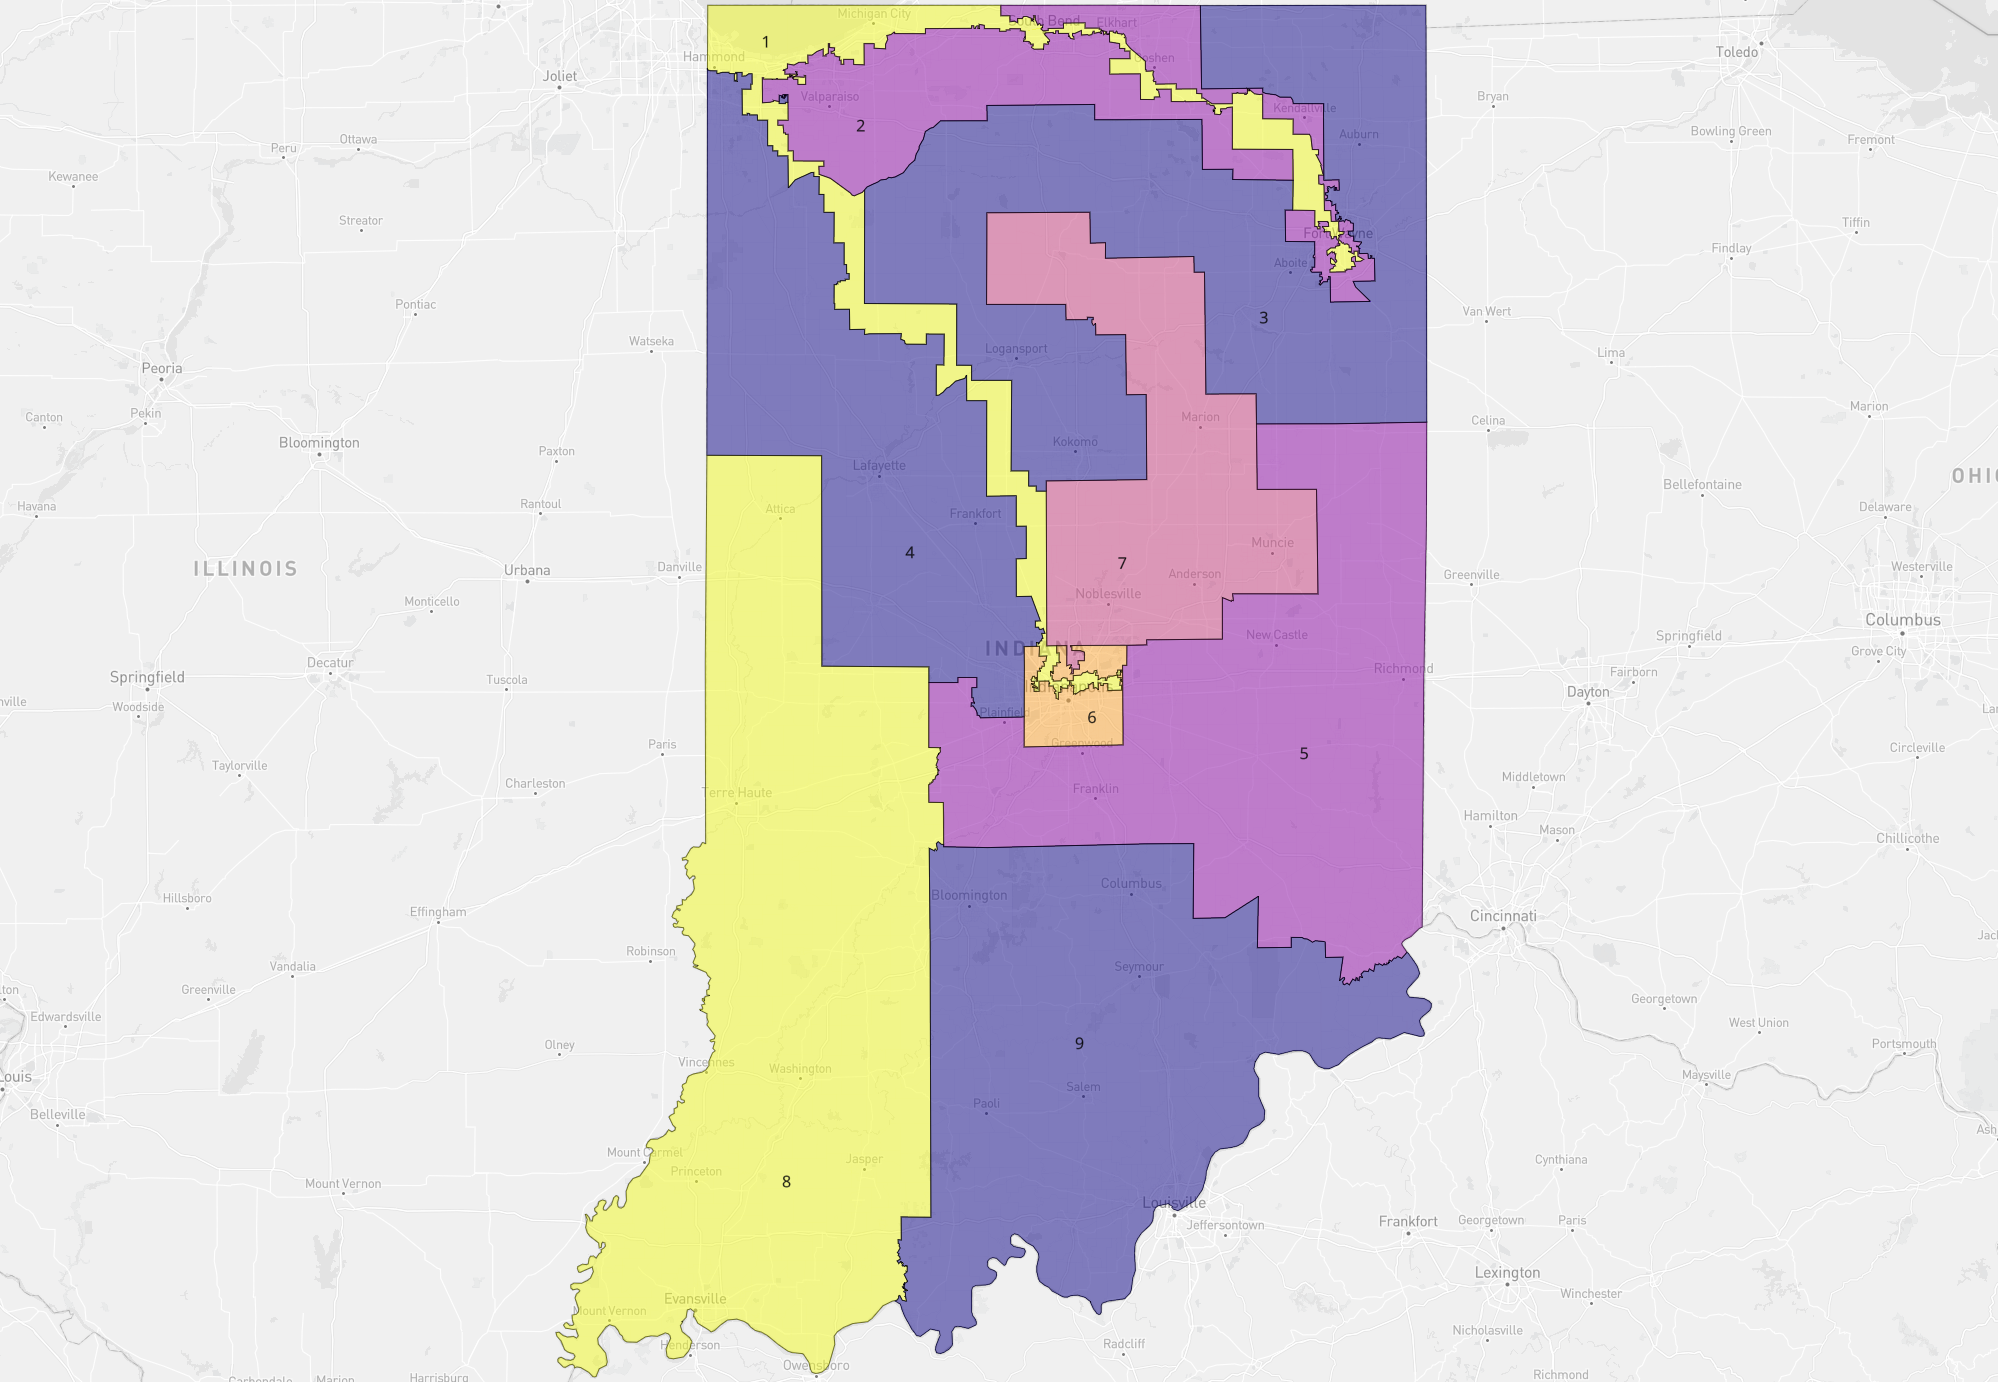 Michigan City
South Bend
Elkhart
1
Toledo
Hammond
Joliet
Goshen
Valparaiso
Bryan
Kendallville
2
Ottawa
Peru
Auburn
Bowling Green
Fremont
Kewanee
Streator
Fort Wayne
Tiffin
Findlay
Aboite
Pontiac
3
Van Wert
Watseka
Logansport
Lima
Peoria
Pekin
Canton
Marion
Marion
Celina
Bloomington
Kokomo
Paxton
Lafayette
OHIO
Bellefontaine
Havana
Rantoul
Attica
Frankfort
Delaware
4
Muncie
7
ILLINOIS
Urbana
Danville
Anderson
Greenville
Westerville
Noblesville
Monticello
Columbus
INDIANA
New Castle
Springfield
Decatur
Richmond
Fairborn
Grove City
Springfield
Tuscola
Indianapolis
Dayton
Woodside
Plainfield
6
Greenwood
Paris
5
Circleville
Taylorville
Middletown
Charleston
Terre Haute
Franklin
Hamilton
Mason
Chillicothe
Hillsboro
Bloomington
Columbus
Effingham
Cincinnati
Robinson
Vandalia
Seymour
Greenville
Georgetown
Edwardsville
West Union
Olney
9
Portsmouth
Vincennes
Washington
Louis
Salem
Maysville
Paoli
Belleville
Mount Carmel
Jasper
Cynthiana
Princeton
8
Mount Vernon
Louisville
Jeffersontown
Frankfort
Georgetown
Paris
Lexington
Evansville
Winchester
Mount Vernon
Nicholasville
Henderson
Radcliff
Owensboro
Richmond
Carbondale
Marion
Harrisburg